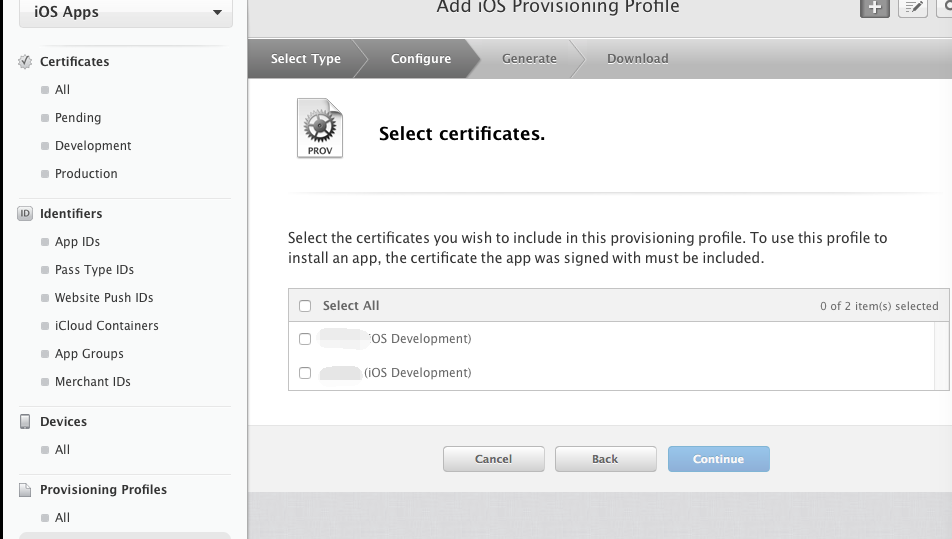 iOS Apps
Certificates
All
Pending
Development
Production
ID Identifiers
App IDs
Pass Type IDs
Website Push IDs
iCloud Containers
App Groups
Merchant IDs
Devices
All
Provisioning Profiles
All
Add iOS Provisioning Profile
Select Type Configure Generate Download
PROV
Select certificates.
Select the certificates you wish to include in this provisioning profile. To use this profile to
install an app, the certificate the app was signed with must be included.
Select All 0 of 2 item(s) selected
iOS Development)
(iOS Development)
Cancel Back Continue